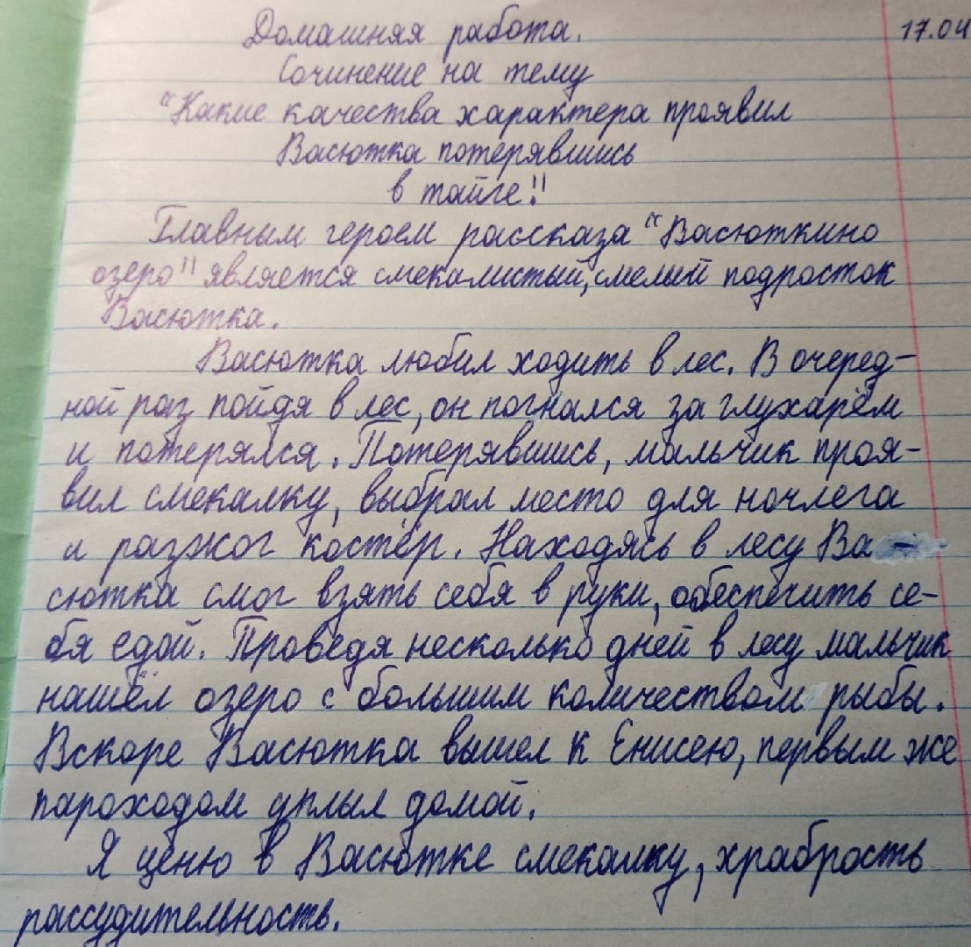 Домашняя работа. 17.04
Сочинение на тему
"Какие качества характера проявил
Васютка потерявшись
в тайге"
Главным героем рассказа "Васюткино
озеро" является смекалистый, смелый подросток
Васютка.
Васютка любил ходить в лес. В очеред-
ной раз пойдя в лес, он погнался за глухарём
и потерялся. Потерявшись, мальчик проя-
вил смекалку, выбрал место для ночлега
и разжог костёр. Находясь в лесу Ва-
сютка смог взять себя в руки, обеспечить се-
бя едой. Проведя несколько дней в лесу мальчик
нашёл озеро с большим количеством рыбы.
Вскоре Васютка вышел к Енисею, первым же
пароходом уплыл домой.
Я ценю в Васютке смекалку, храбрость
рассудительность.